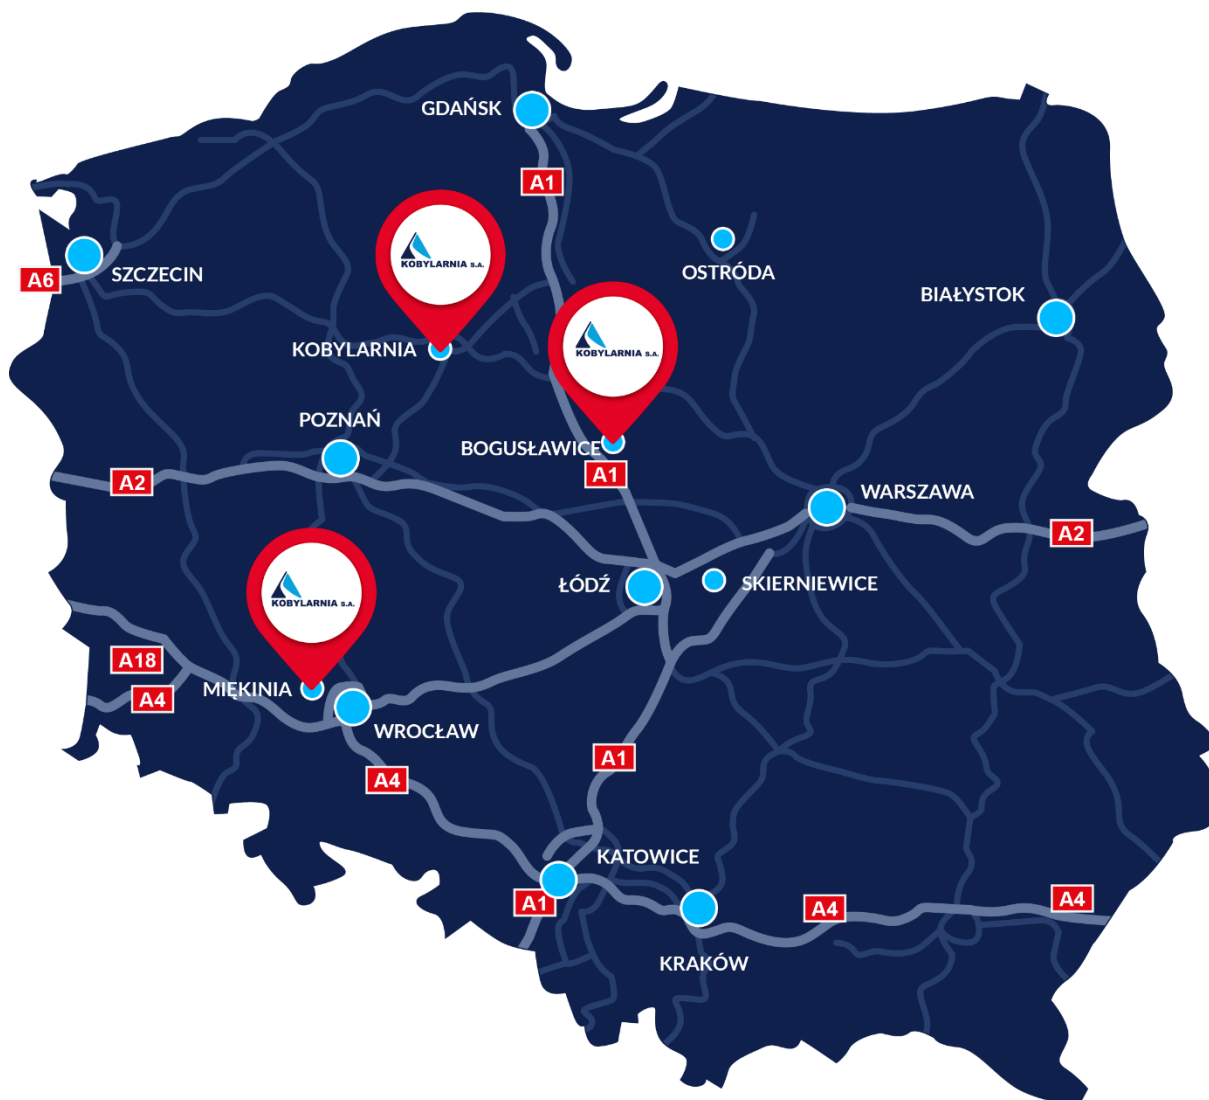 GDAŃSK
A1
KOBYLARNIA S.A.
OSTRÓDA
SZCZECIN
A6
BIAŁYSTOK
KOBYLARNIA
KOBYLARNIA S.A.
POZNAŃ
BOGUSŁAWICE
A1
A2
WARSZAWA
A2
ŁÓDŹ
SKIERNIEWICE
KOBYLARNIA S.A.
A18
MIĘKINIA
A4
WROCŁAW
A1
A4
KATOWICE
A1
A4
A4
KRAKÓW